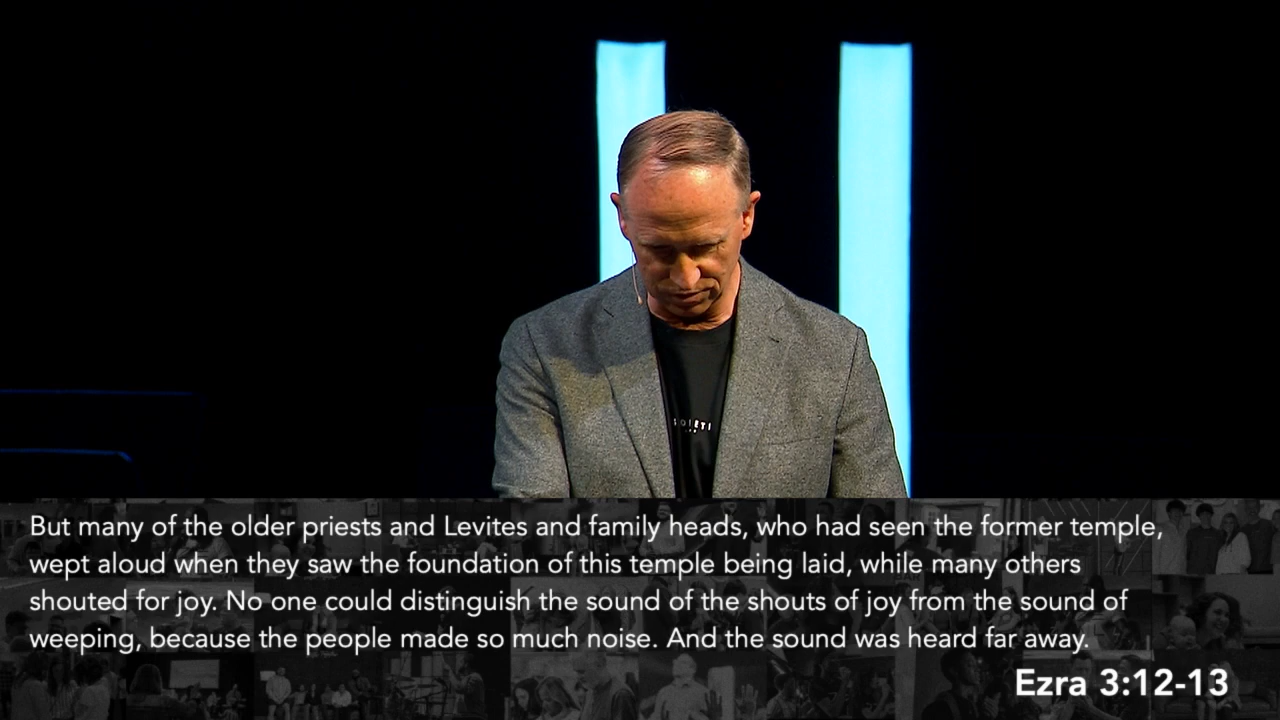 But many of the older priests and Levites and family heads, who had seen the former temple,
wept aloud when they saw the foundation of this temple being laid, while many others
shouted for joy. No one could distinguish the sound of the shouts of joy from the sound of
weeping, because the people made so much noise. And the sound was heard far away.
Ezra 3:12-13